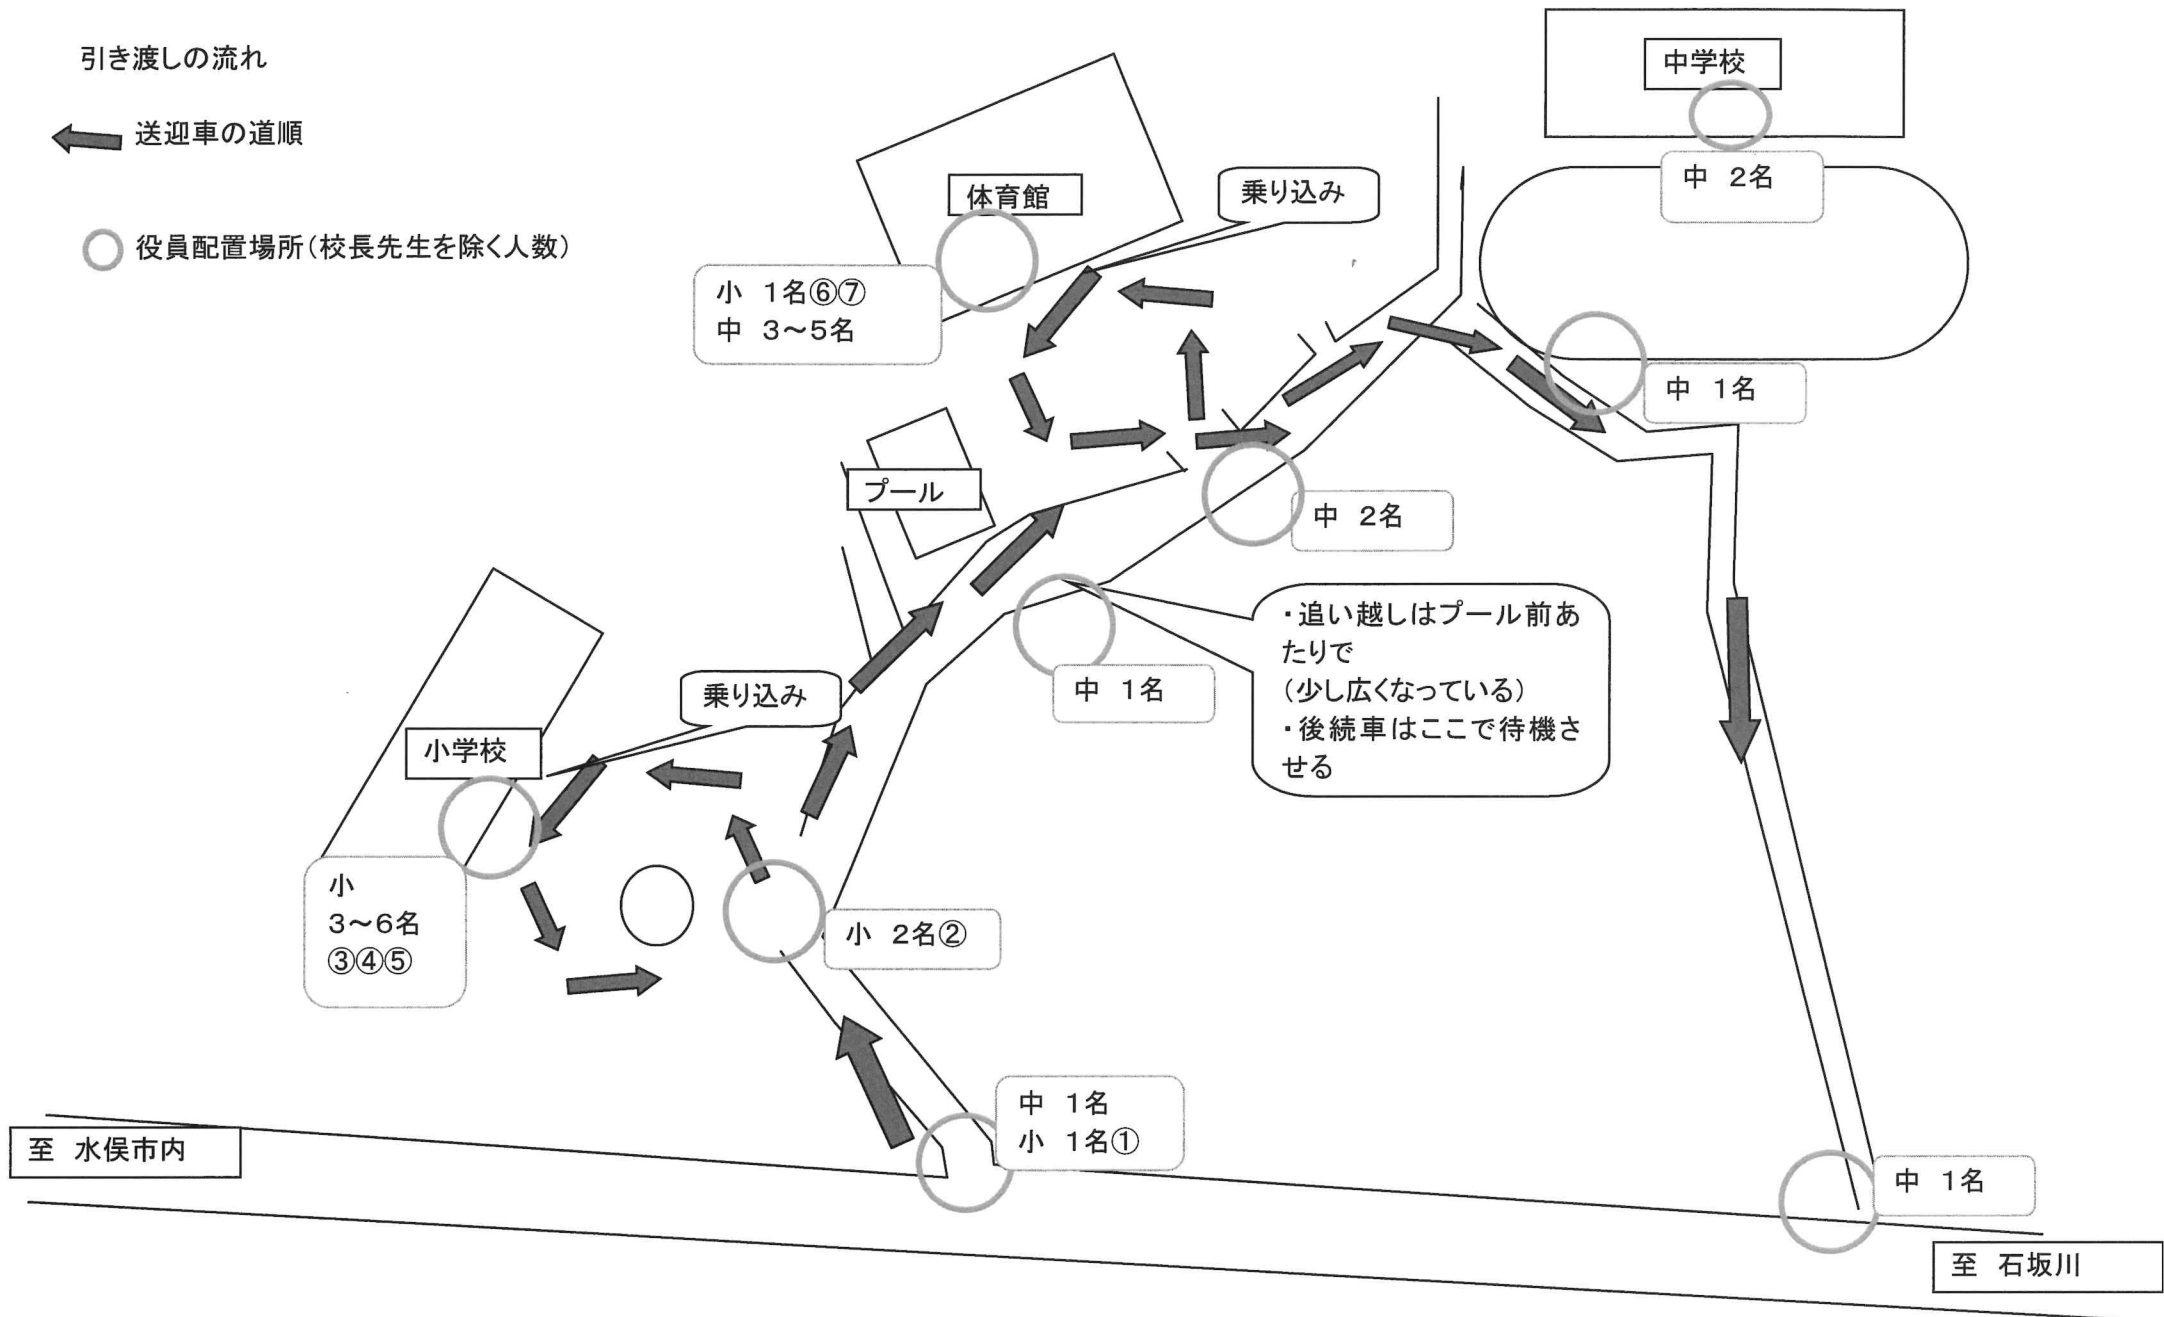 引き渡しの流れ
送迎車の道順
役員配置場所（校長先生を除く人数）
中学校
中　２名
体育館
乗り込み
小　１名⑥⑦
中　３～５名
中　１名
プール
中　２名
・追い越しはプール前あ
たりで
（少し広くなっている）
・後続車はここで待機さ
せる
中　１名
乗り込み
小学校
小
３～６名
③④⑤
小　２名②
中　１名
小　１名①
至　水俣市内
中　１名
至　石坂川